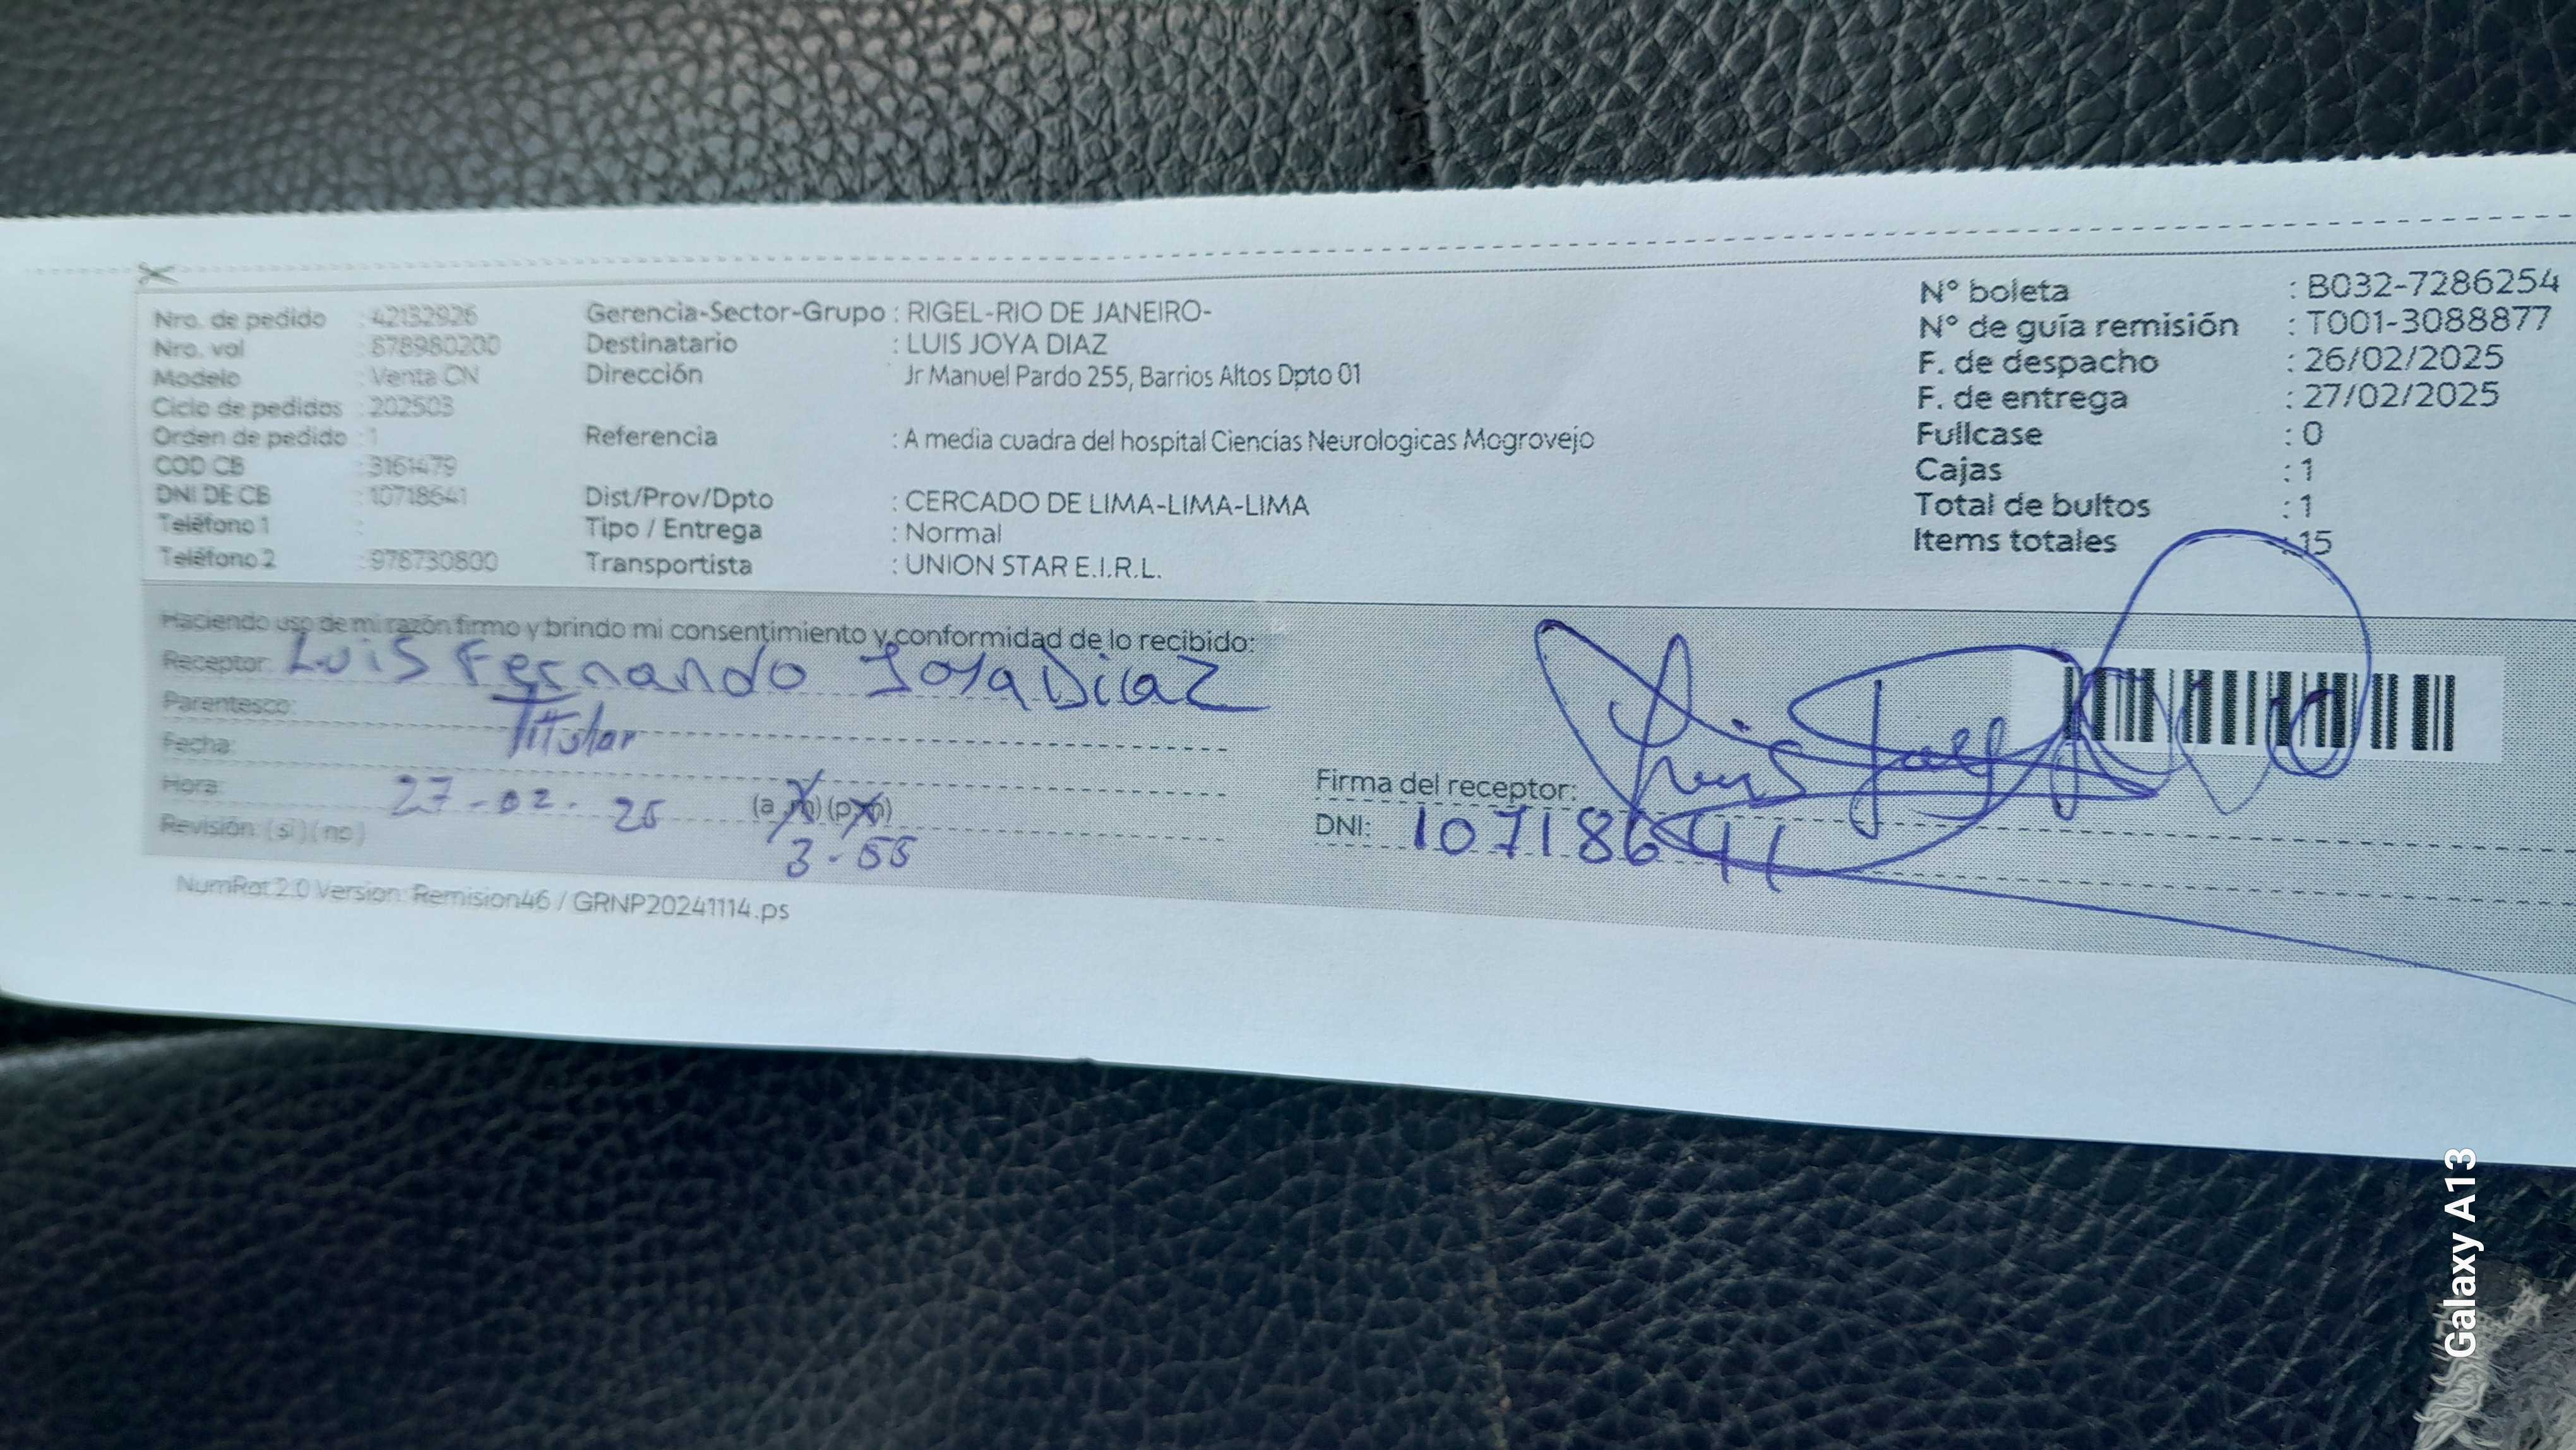 Nro. de pedido : 42132926
Nro. val : 678980200
Modelo : Venta CN
Ciclo de pedidos : 202503
Orden de pedido : 1
COD CB : 3161479
DNI DE CB : 10718641
Teléfono 1 :
Teléfono 2 : 978730800
Gerencia-Sector-Grupo : RIGEL-RIO DE JANEIRO-
Destinatario : LUIS JOYA DIAZ
Dirección Jr Manuel Pardo 255, Barrios Altos Dpto 01
Referencia : A media cuadra del hospital Ciencias Neurologicas Mogrovejo
Dist/Prov/Dpto : CERCADO DE LIMA-LIMA-LIMA
Tipo / Entrega : Normal
Transportista : UNION STAR E.I.R.L.
N° boleta : B032-7286254
N° de guía remisión : T001-3088877
F. de despacho : 26/02/2025
F. de entrega : 27/02/2025
Fullcase : 0
Cajas : 1
Total de bultos : 1
Items totales : 15
Haciendo uso de mi razón firmo y brindo mi consentimiento y conformidad de lo recibido:
Receptor: Luis Fernando Joya Diaz
Parentesco: Titular
Fecha:
Hora: 27-02-25 (a.m) (p.m)
Revisión: (si) (no) 3-55
Firma del receptor: Luis Joya
DNI: 10718641
NumRot 2.0 Version: Remision46 / GRNP20241114.ps
Galaxy A13